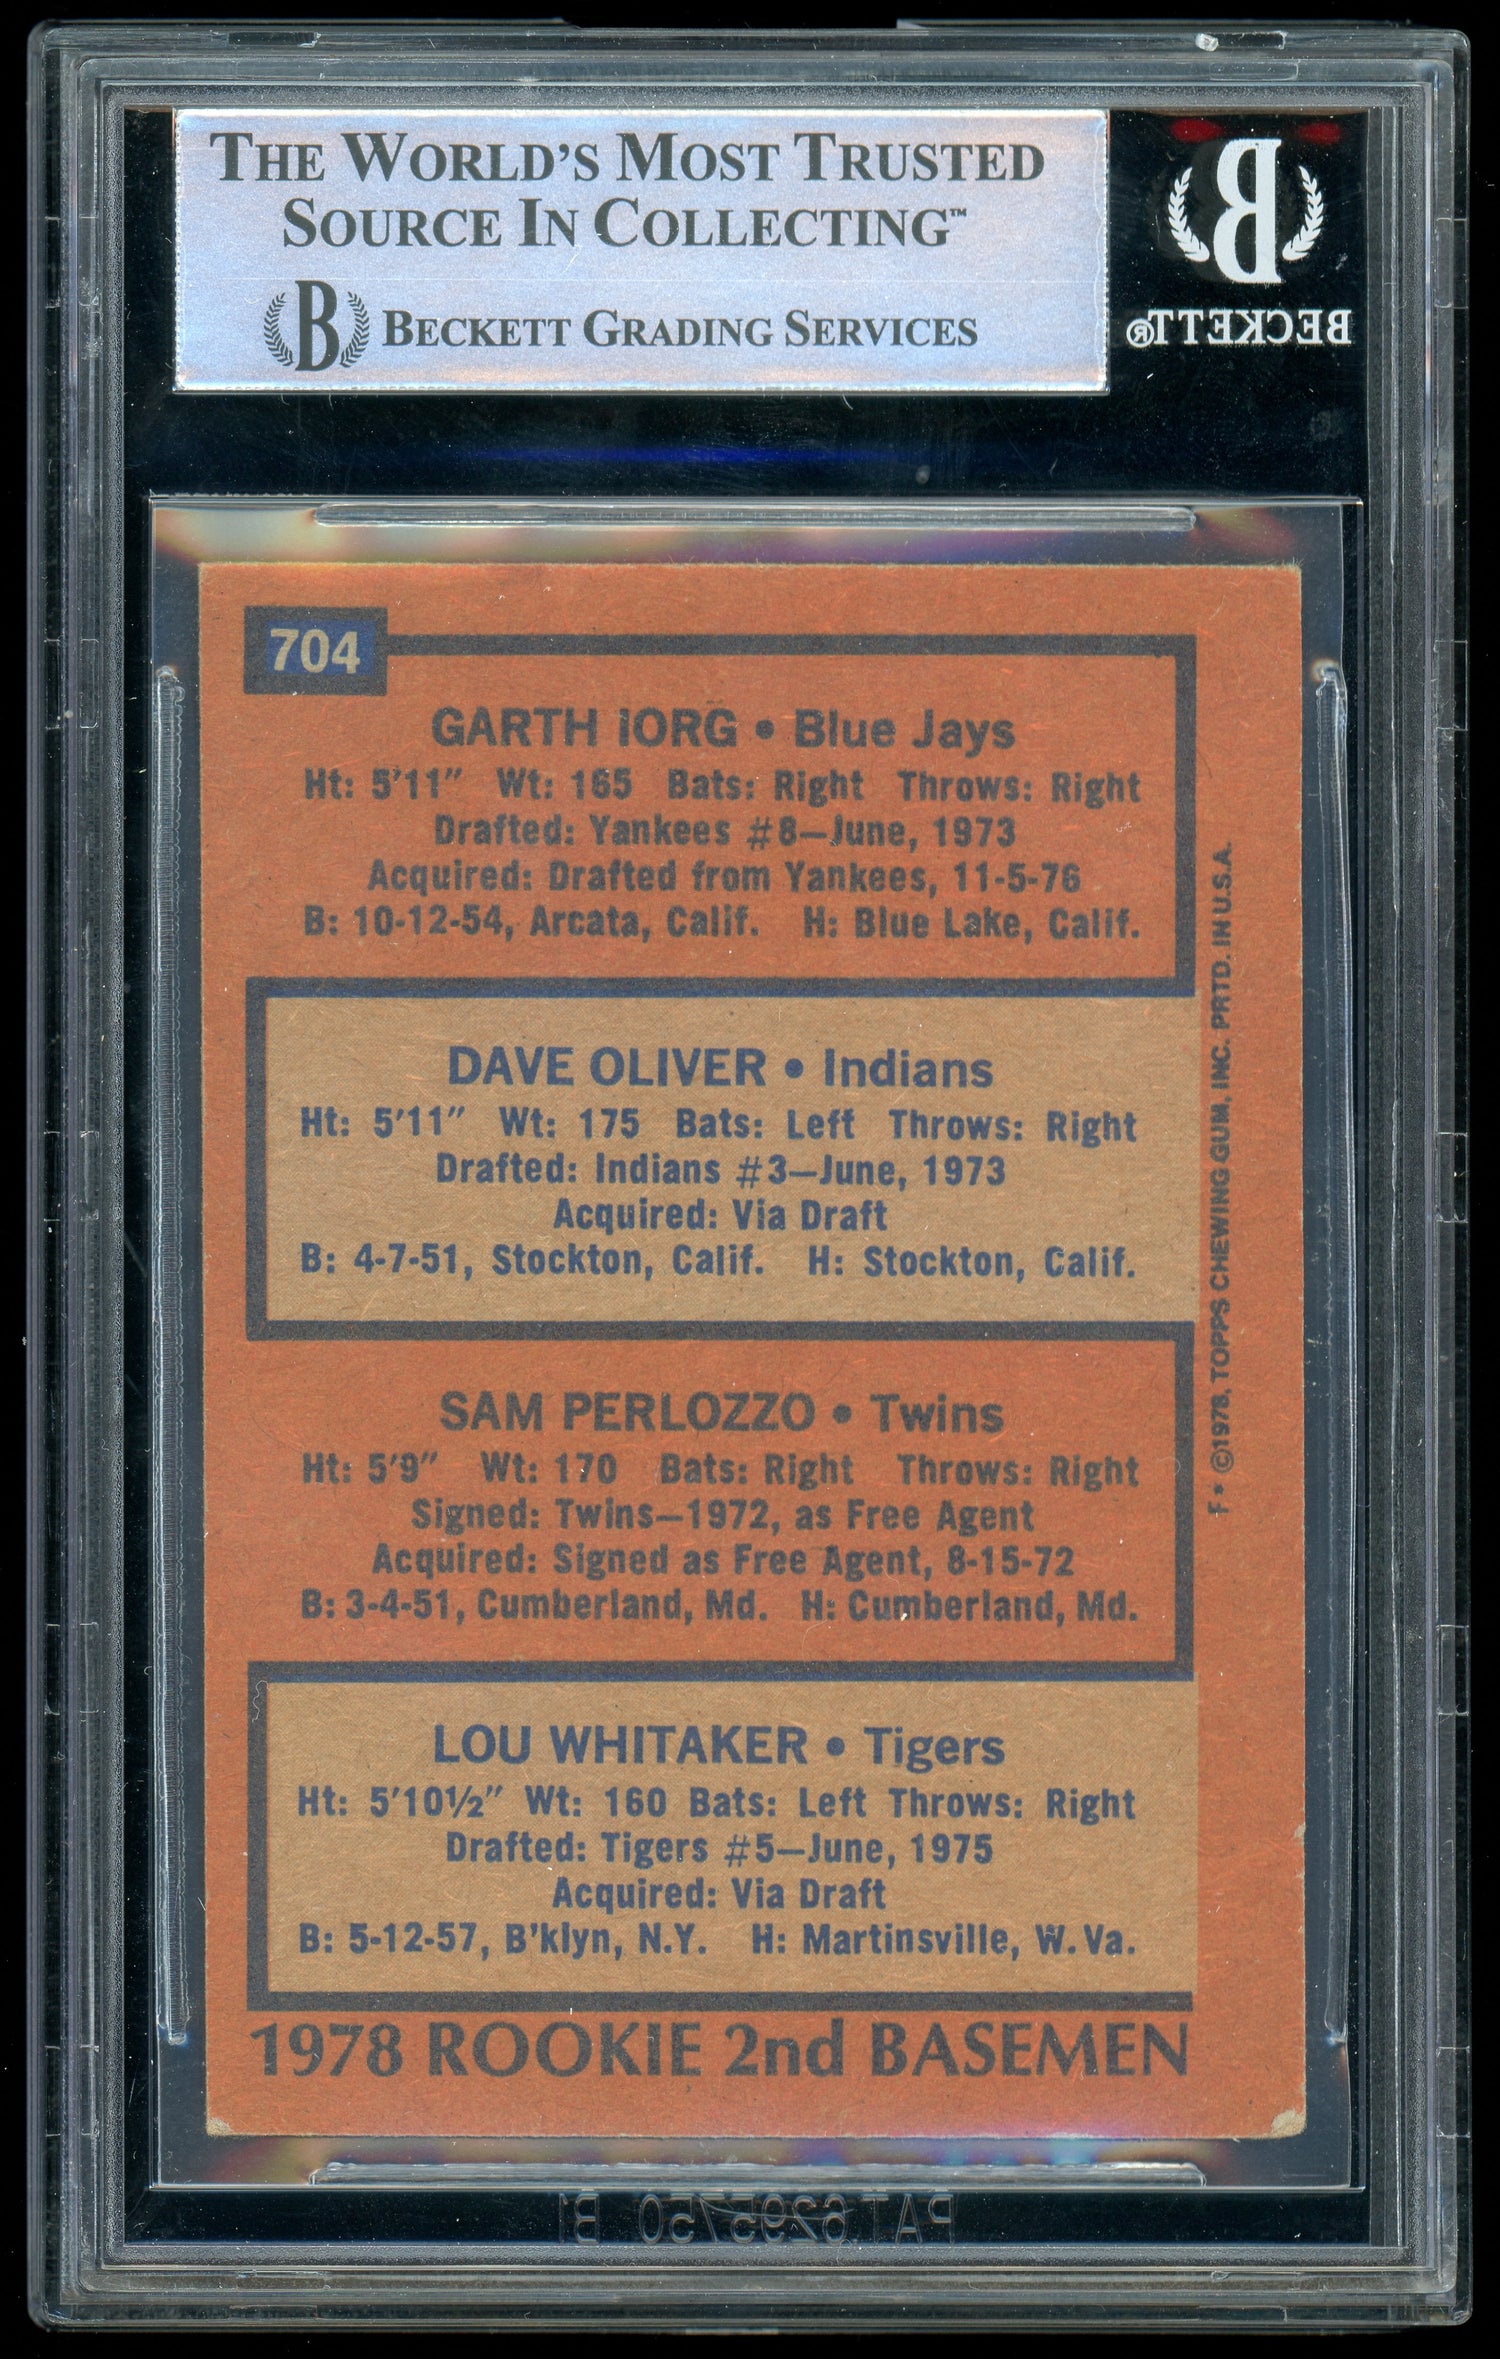 THE WORLD'S MOST TRUSTED
SOURCE IN COLLECTING™
B BECKETT GRADING SERVICES
B
BECKETT®
704
GARTH IORG • Blue Jays
Ht: 5'11" Wt: 165 Bats: Right Throws: Right
Drafted: Yankees #8—June, 1973
Acquired: Drafted from Yankees, 11-5-76
B: 10-12-54, Arcata, Calif. H: Blue Lake, Calif.
DAVE OLIVER • Indians
Ht: 5'11" Wt: 175 Bats: Left Throws: Right
Drafted: Indians #3—June, 1973
Acquired: Via Draft
B: 4-7-51, Stockton, Calif. H: Stockton, Calif.
SAM PERLOZZO • Twins
Ht: 5'9" Wt: 170 Bats: Right Throws: Right
Signed: Twins—1972, as Free Agent
Acquired: Signed as Free Agent, 8-15-72
B: 3-4-51, Cumberland, Md. H: Cumberland, Md.
LOU WHITAKER • Tigers
Ht: 5'10½" Wt: 160 Bats: Left Throws: Right
Drafted: Tigers #5—June, 1975
Acquired: Via Draft
B: 5-12-57, B'klyn, N.Y. H: Martinsville, W. Va.
1978 ROOKIE 2nd BASEMEN
F* ©1978, TOPPS CHEWING GUM, INC. PRTD. IN U.S.A.
PAT.6295750 B1